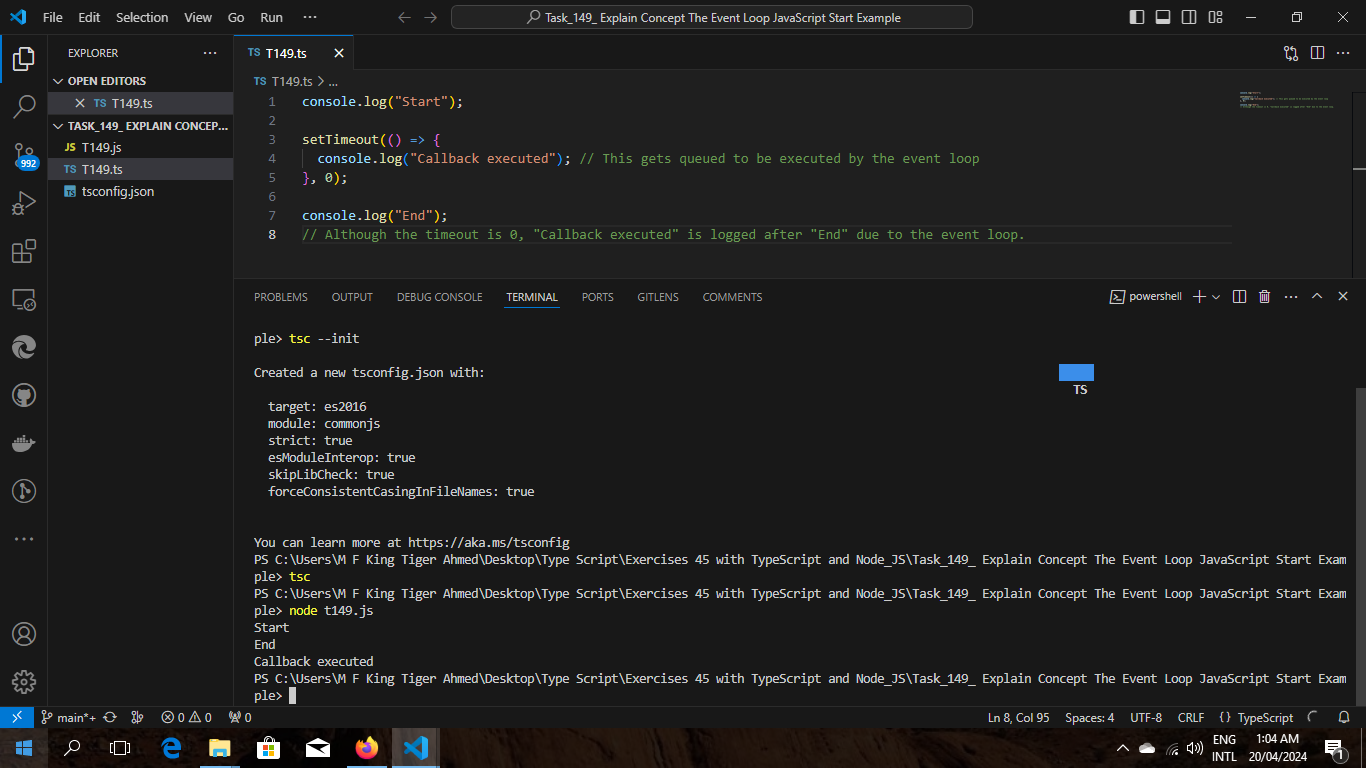 File Edit Selection View Go Run ···
Task_149_ Explain Concept The Event Loop JavaScript Start Example
EXPLORER ···
OPEN EDITORS
TS T149.ts
TASK_149_ EXPLAIN CONCEP...
JS T149.js
TS T149.ts
TS tsconfig.json
992
TS T149.ts
TS T149.ts > ...
1 console.log("Start");
2
3 setTimeout(() => {
4 console.log("Callback executed"); // This gets queued to be executed by the event loop
5 }, 0);
6
7 console.log("End");
8 // Although the timeout is 0, "Callback executed" is logged after "End" due to the event loop.
PROBLEMS OUTPUT DEBUG CONSOLE TERMINAL PORTS GITLENS COMMENTS
powershell
ple> tsc --init
Created a new tsconfig.json with:
TS
target: es2016
module: commonjs
strict: true
esModuleInterop: true
skipLibCheck: true
forceConsistentCasingInFileNames: true
You can learn more at https://aka.ms/tsconfig
PS C:\Users\M F King Tiger Ahmed\Desktop\Type Script\Exercises 45 with TypeScript and Node_JS\Task_149_ Explain Concept The Event Loop JavaScript Start Exam
ple> tsc
PS C:\Users\M F King Tiger Ahmed\Desktop\Type Script\Exercises 45 with TypeScript and Node_JS\Task_149_ Explain Concept The Event Loop JavaScript Start Exam
ple> node t149.js
Start
End
Callback executed
PS C:\Users\M F King Tiger Ahmed\Desktop\Type Script\Exercises 45 with TypeScript and Node_JS\Task_149_ Explain Concept The Event Loop JavaScript Start Exam
ple>
main*+ 0 0 0 Ln 8, Col 95 Spaces: 4 UTF-8 CRLF {} TypeScript
ENG
INTL
1:04 AM
20/04/2024
1